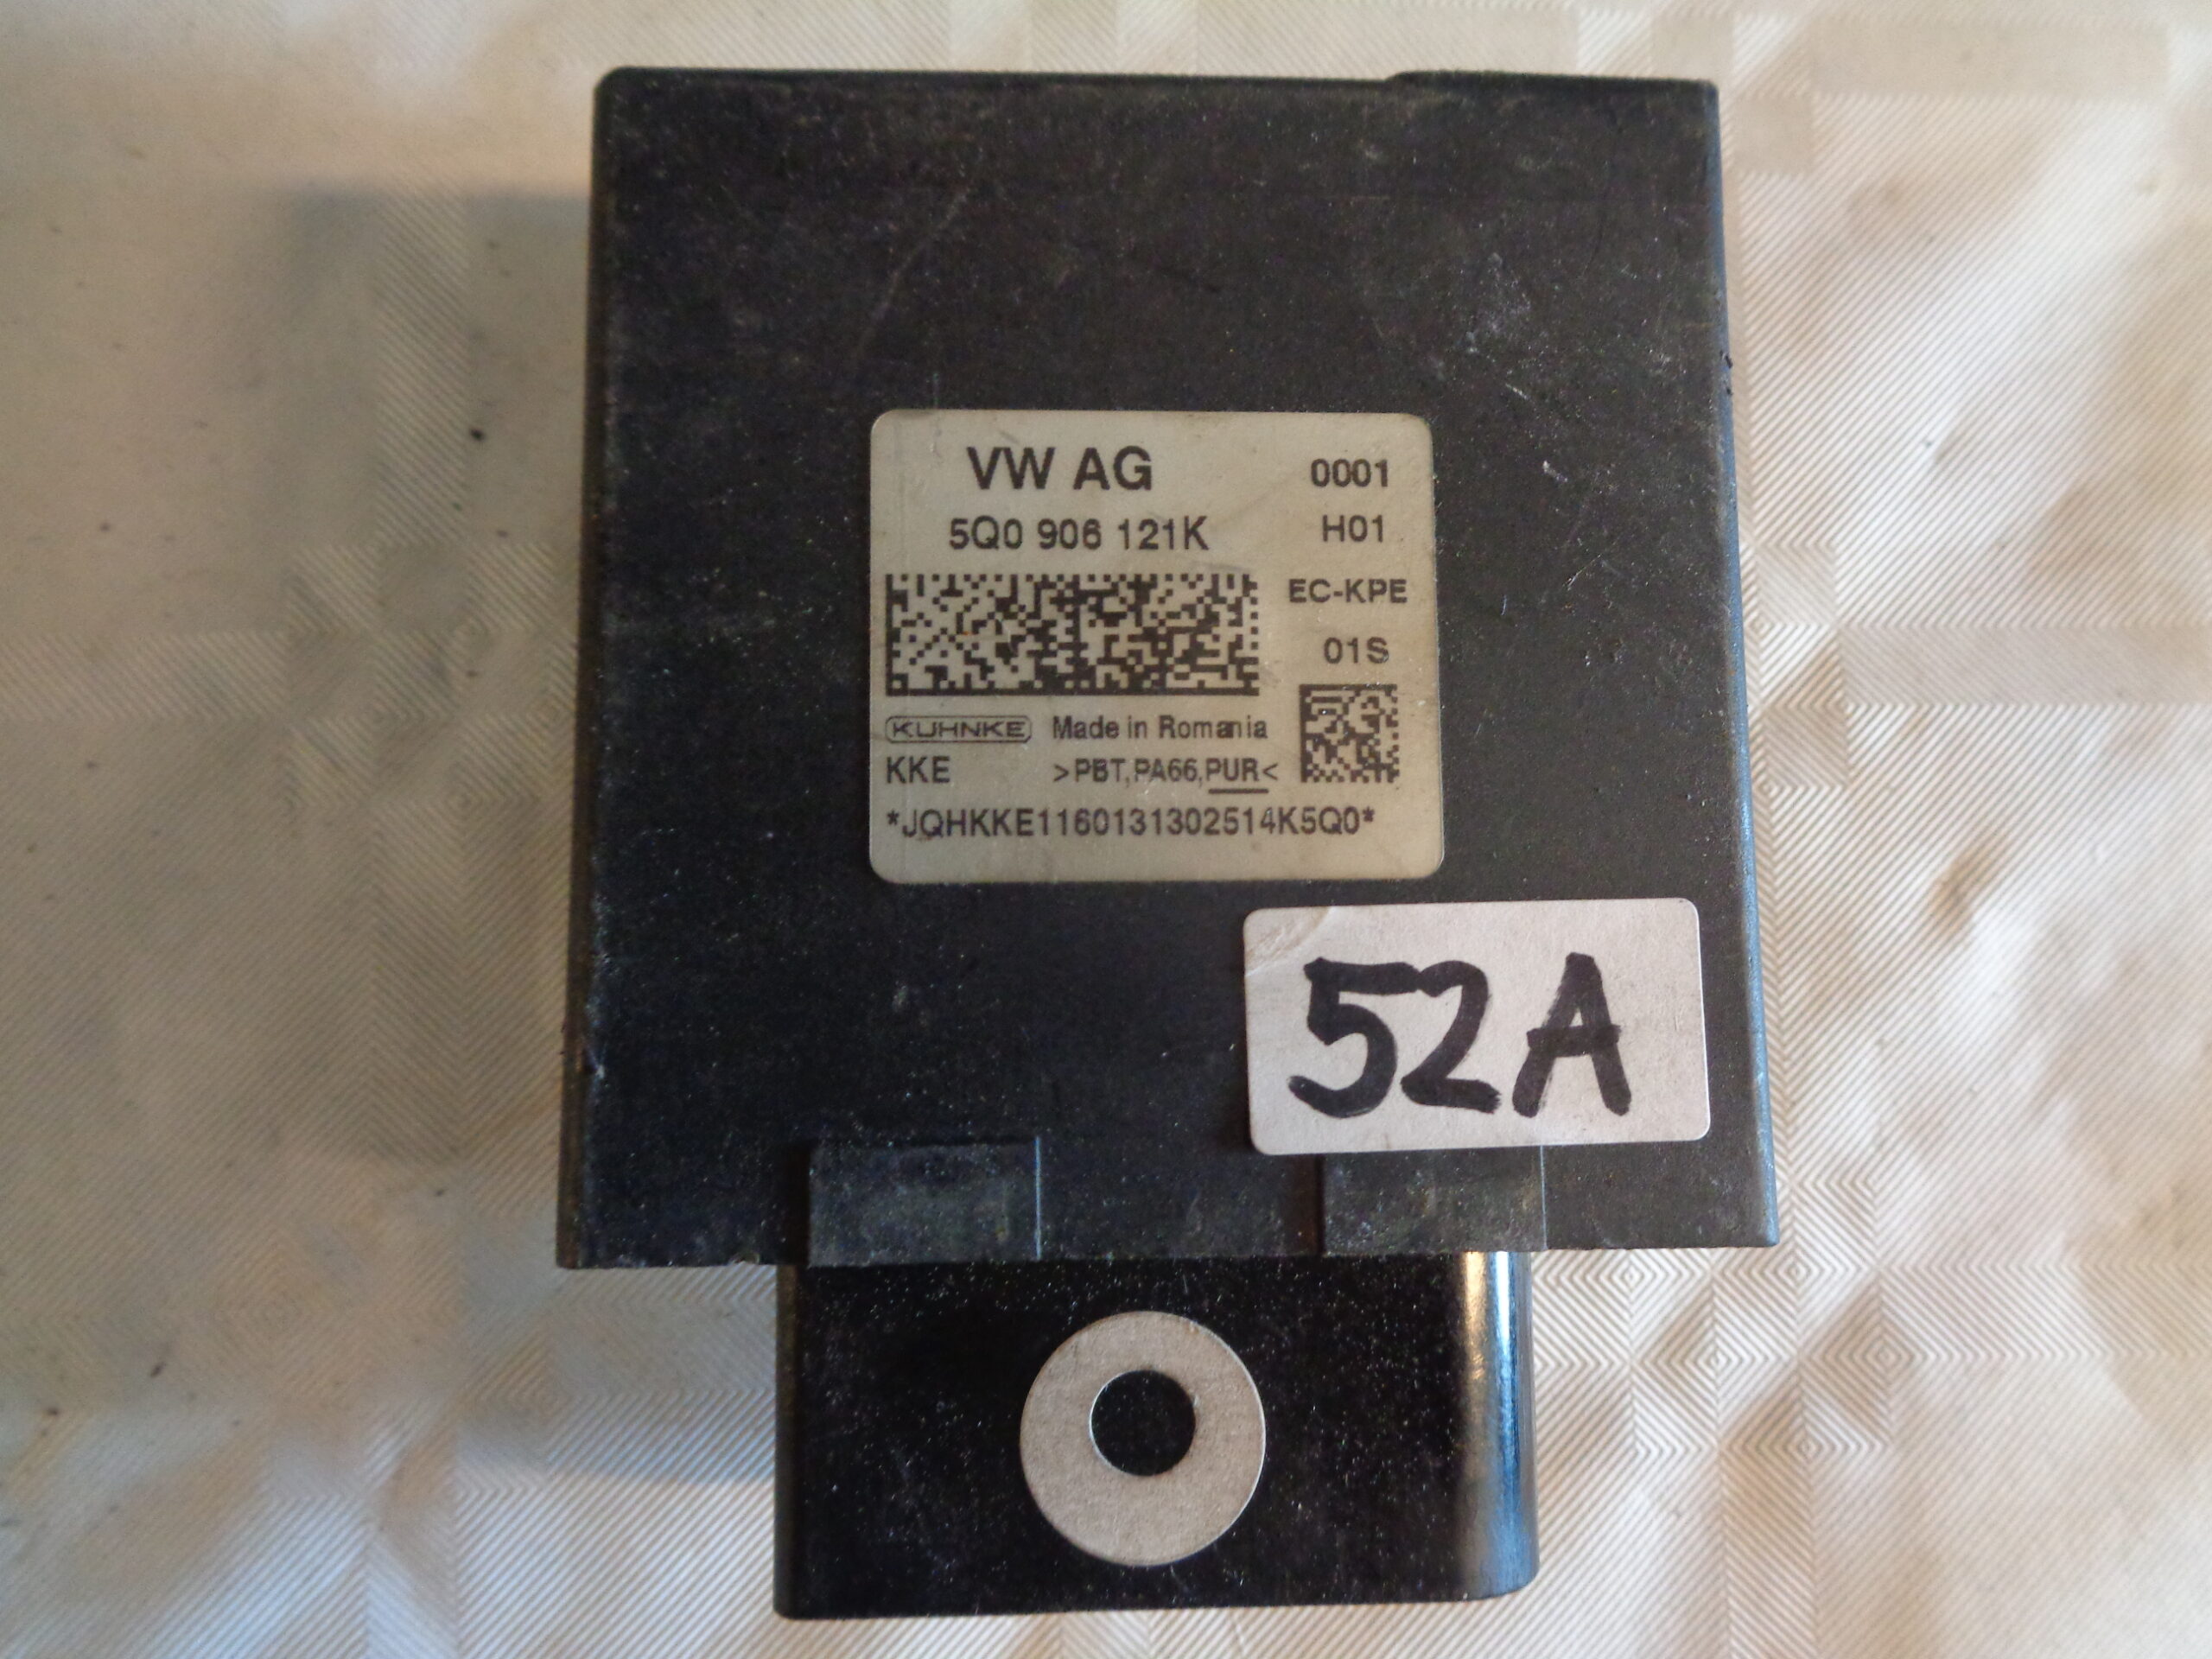 VW AG 0001
5Q0 906 121K H01
EC-KPE
01S
KUHNKE Made in Romania
KKE >PBT,PA66,PUR<
*JQHKKE1160131302514K5Q0*
52A